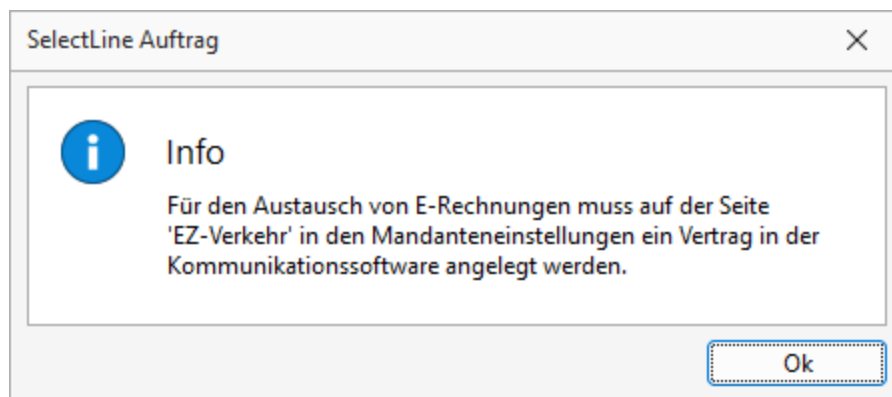 SelectLine Auftrag
Info
Für den Austausch von E-Rechnungen muss auf der Seite
'EZ-Verkehr' in den Mandanteneinstellungen ein Vertrag in der
Kommunikationssoftware angelegt werden.
Ok